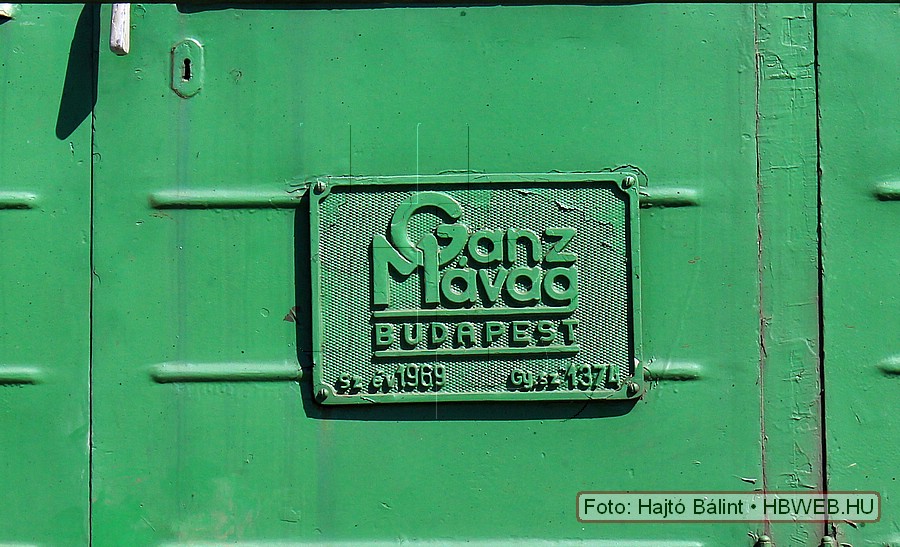 Ganz
Mávag
BUDAPEST
Sz év 1969 Gy.sz 1374
Foto: Hajtó Bálint • HBWEB.HU